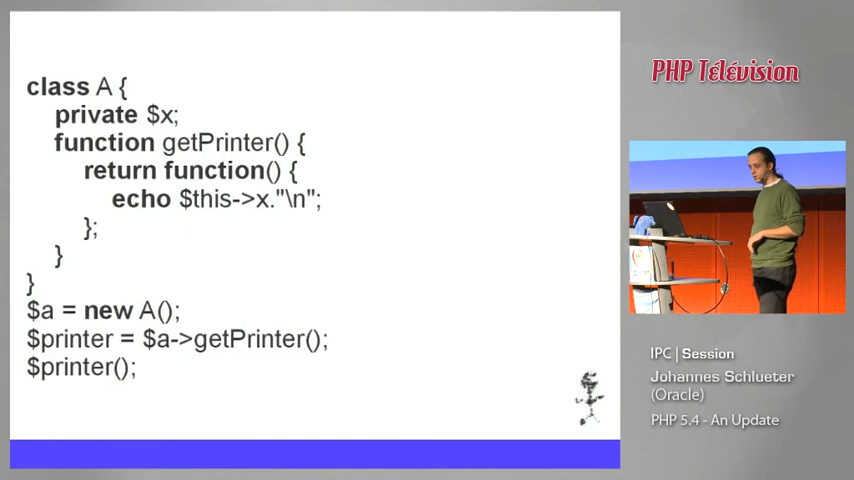 class A {
private $x;
function getPrinter() {
return function() {
echo $this->x."\n";
};
}
}
$a = new A();
$printer = $a->getPrinter();
$printer();
PHP Télévision
IPC | Session
Johannes Schlueter
(Oracle)
PHP 5.4 - An Update